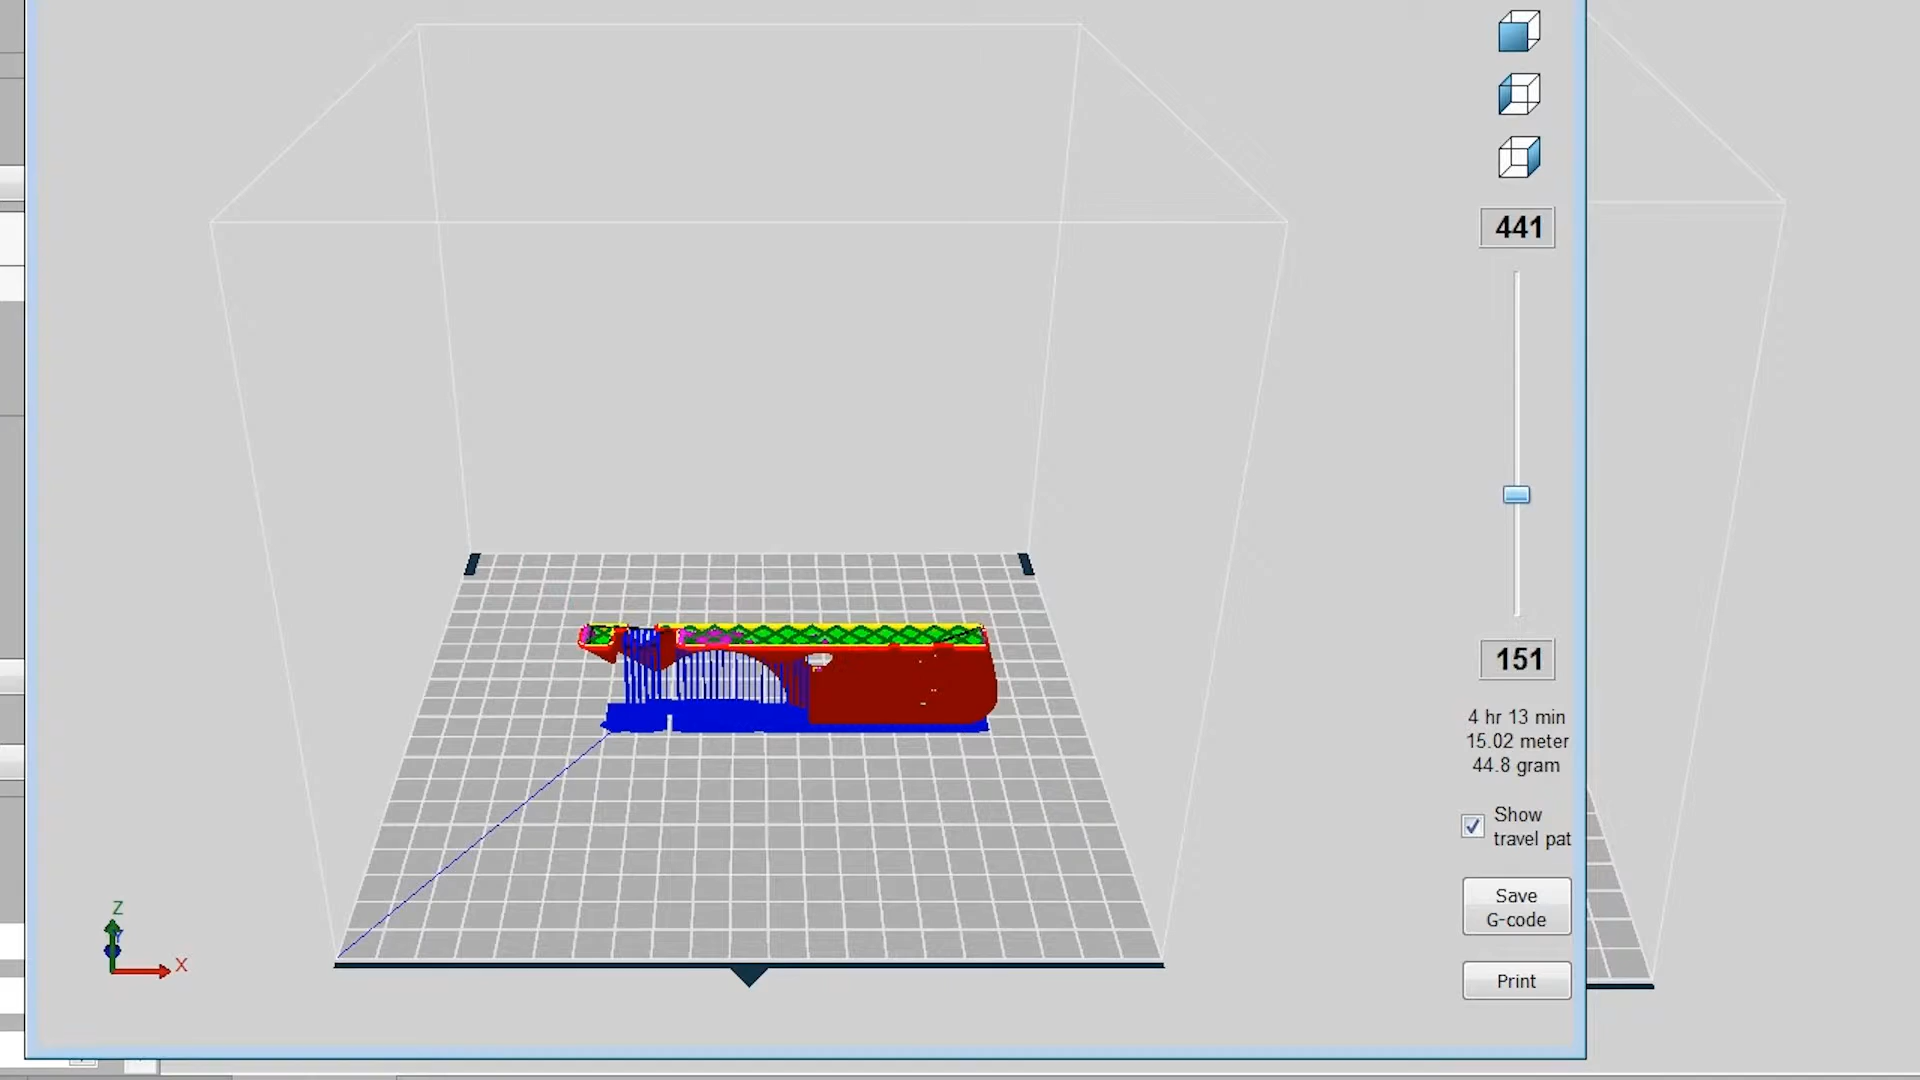 441
151
4 hr 13 min
15.02 meter
44.8 gram
Show
travel pat
Save
G-code
Print
Z
Y
X